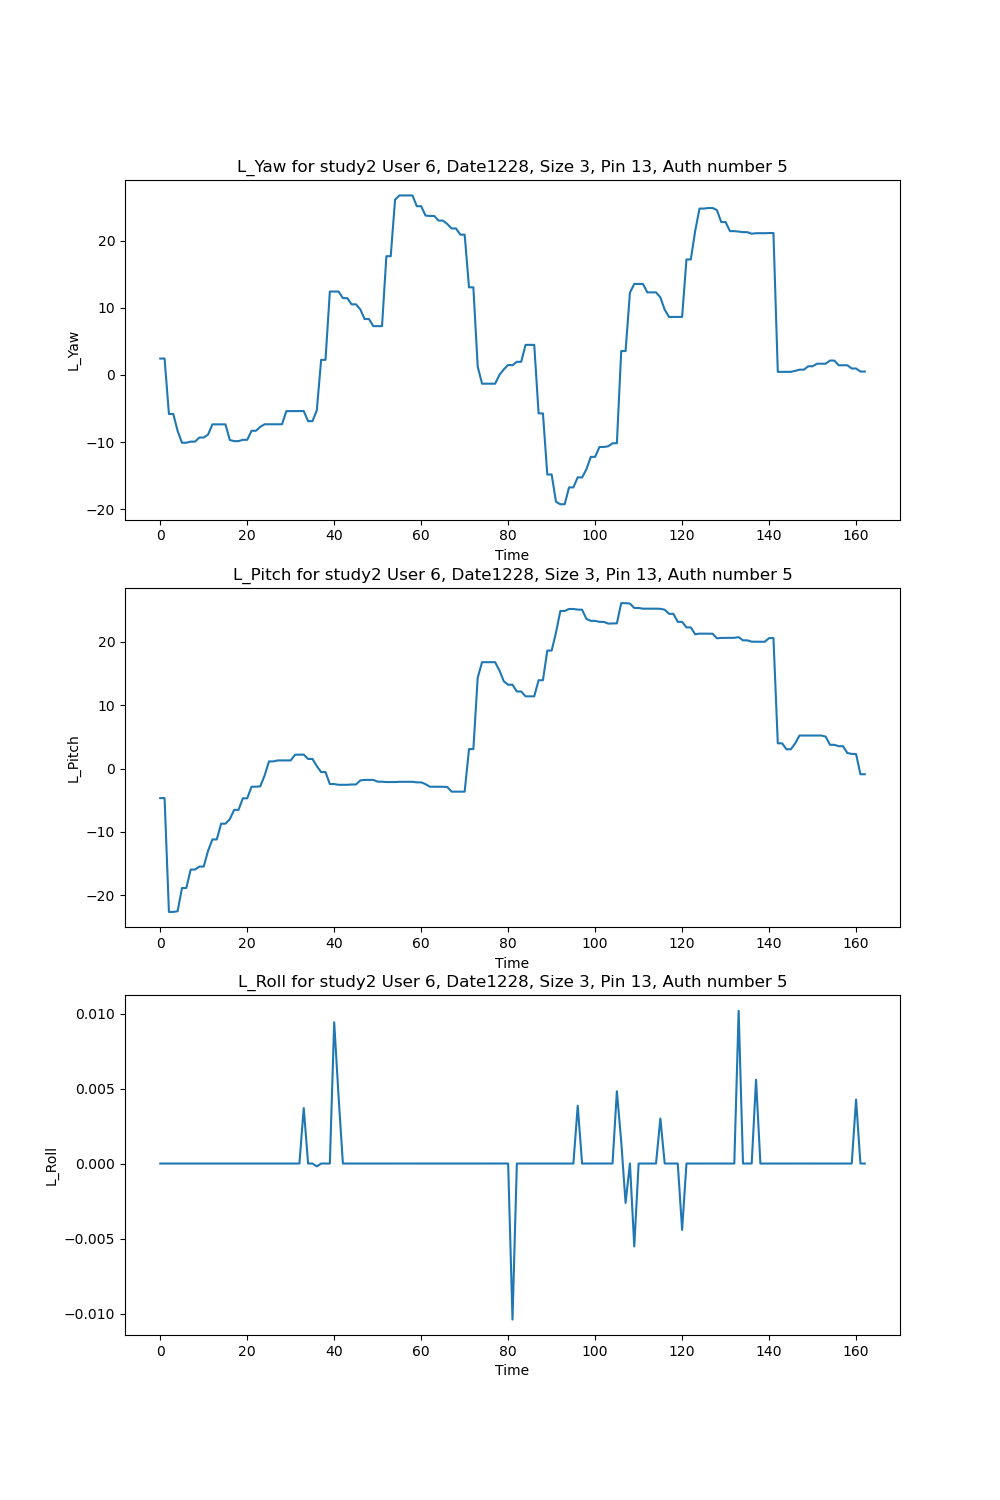 L_Yaw for study2 User 6, Date1228, Size 3, Pin 13, Auth number 5
20
10
0
−10
−20
L_Yaw
0 20 40 60 80 100 120 140 160
Time
L_Pitch for study2 User 6, Date1228, Size 3, Pin 13, Auth number 5
20
10
0
−10
−20
L_Pitch
0 20 40 60 80 100 120 140 160
Time
L_Roll for study2 User 6, Date1228, Size 3, Pin 13, Auth number 5
0.010
0.005
0.000
−0.005
−0.010
L_Roll
0 20 40 60 80 100 120 140 160
Time